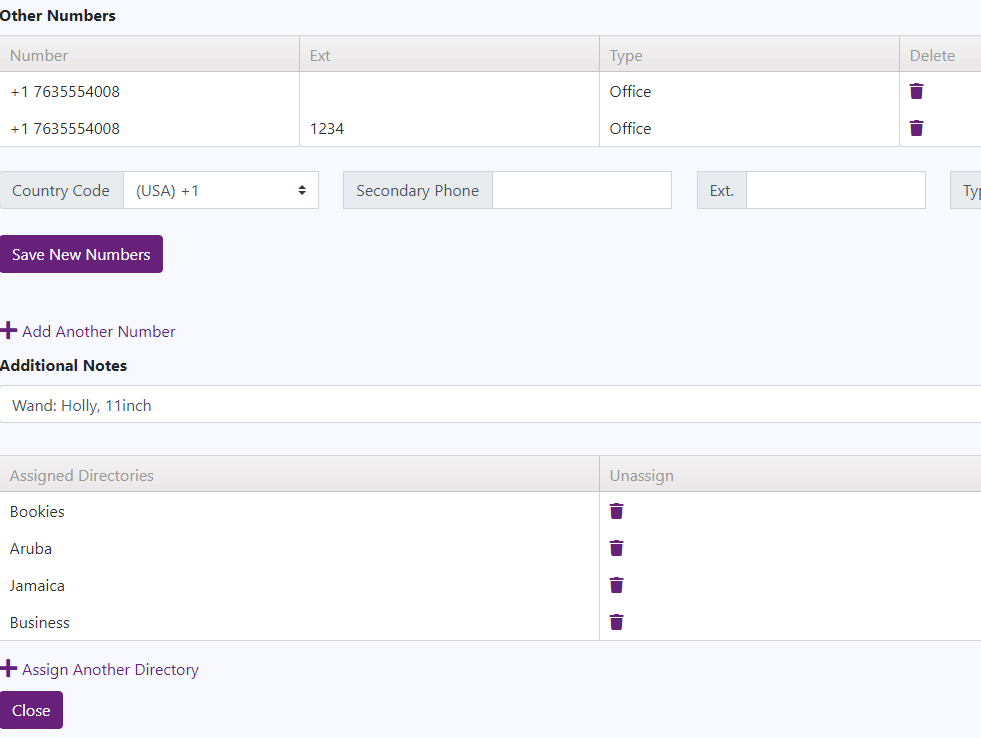 Other Numbers
Number Ext Type Delete
+1 7635554008 Office
+1 7635554008 1234 Office
Country Code (USA) +1 Secondary Phone Ext. Typ
Save New Numbers
Add Another Number
Additional Notes
Wand: Holly, 11inch
Assigned Directories Unassign
Bookies
Aruba
Jamaica
Business
Assign Another Directory
Close